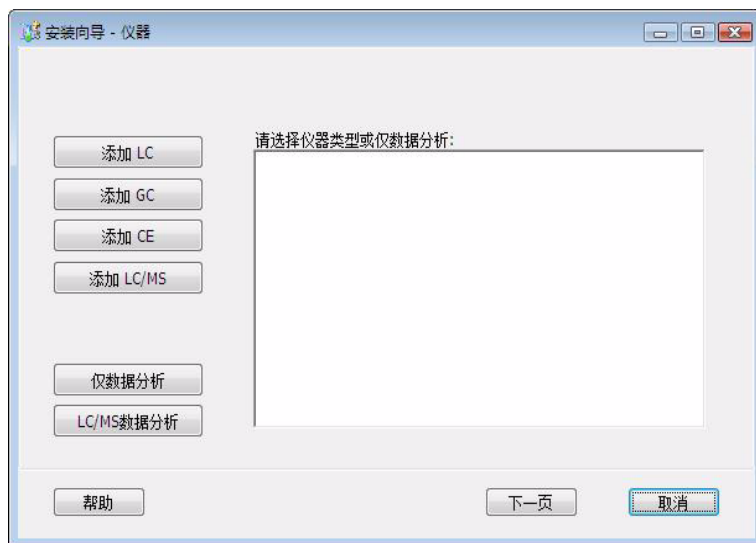 安装向导 - 仪器
请选择仪器类型或仅数据分析:
添加 LC
添加 GC
添加 CE
添加 LC/MS
仅数据分析
LC/MS数据分析
帮助
下一页
取消